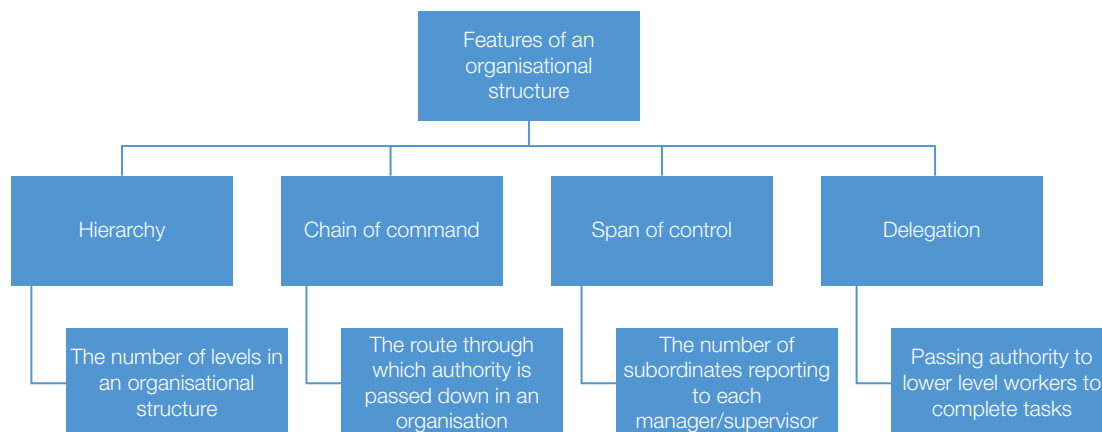 Features of an
organisational
structure
Hierarchy
Chain of command
Span of control
Delegation
The number of levels in
an organisational
structure
The route through
which authority is
passed down in an
organisation
The number of
subordinates reporting
to each
manager/supervisor
Passing authority to
lower level workers to
complete tasks